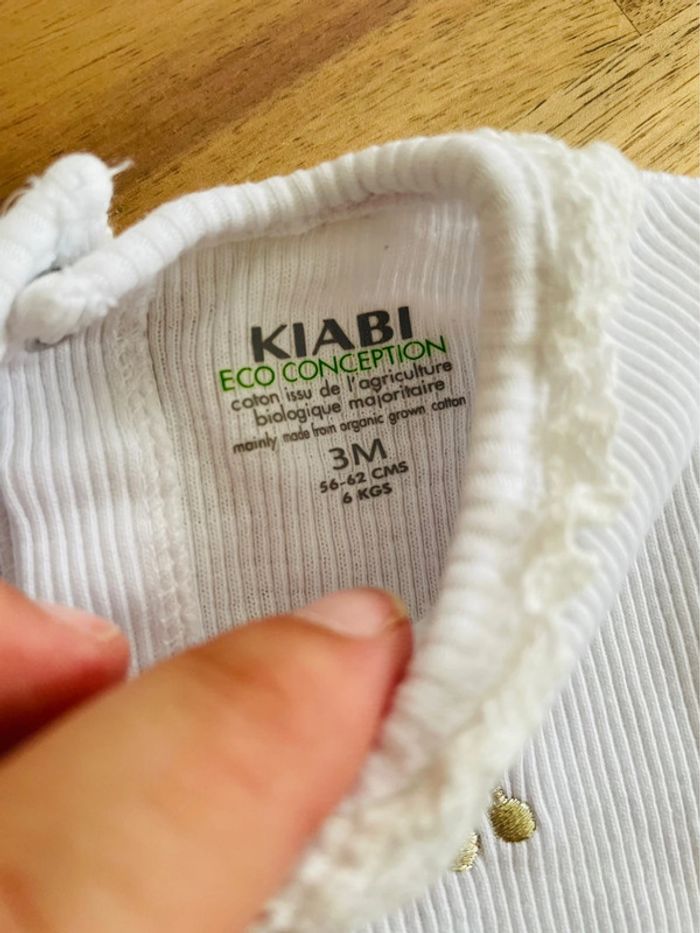 KIABI
ECO CONCEPTION
coton issu de l'agriculture
biologique majoritaire
mainly made from organic grown cotton
3M
56-62 CMS
6 KGS